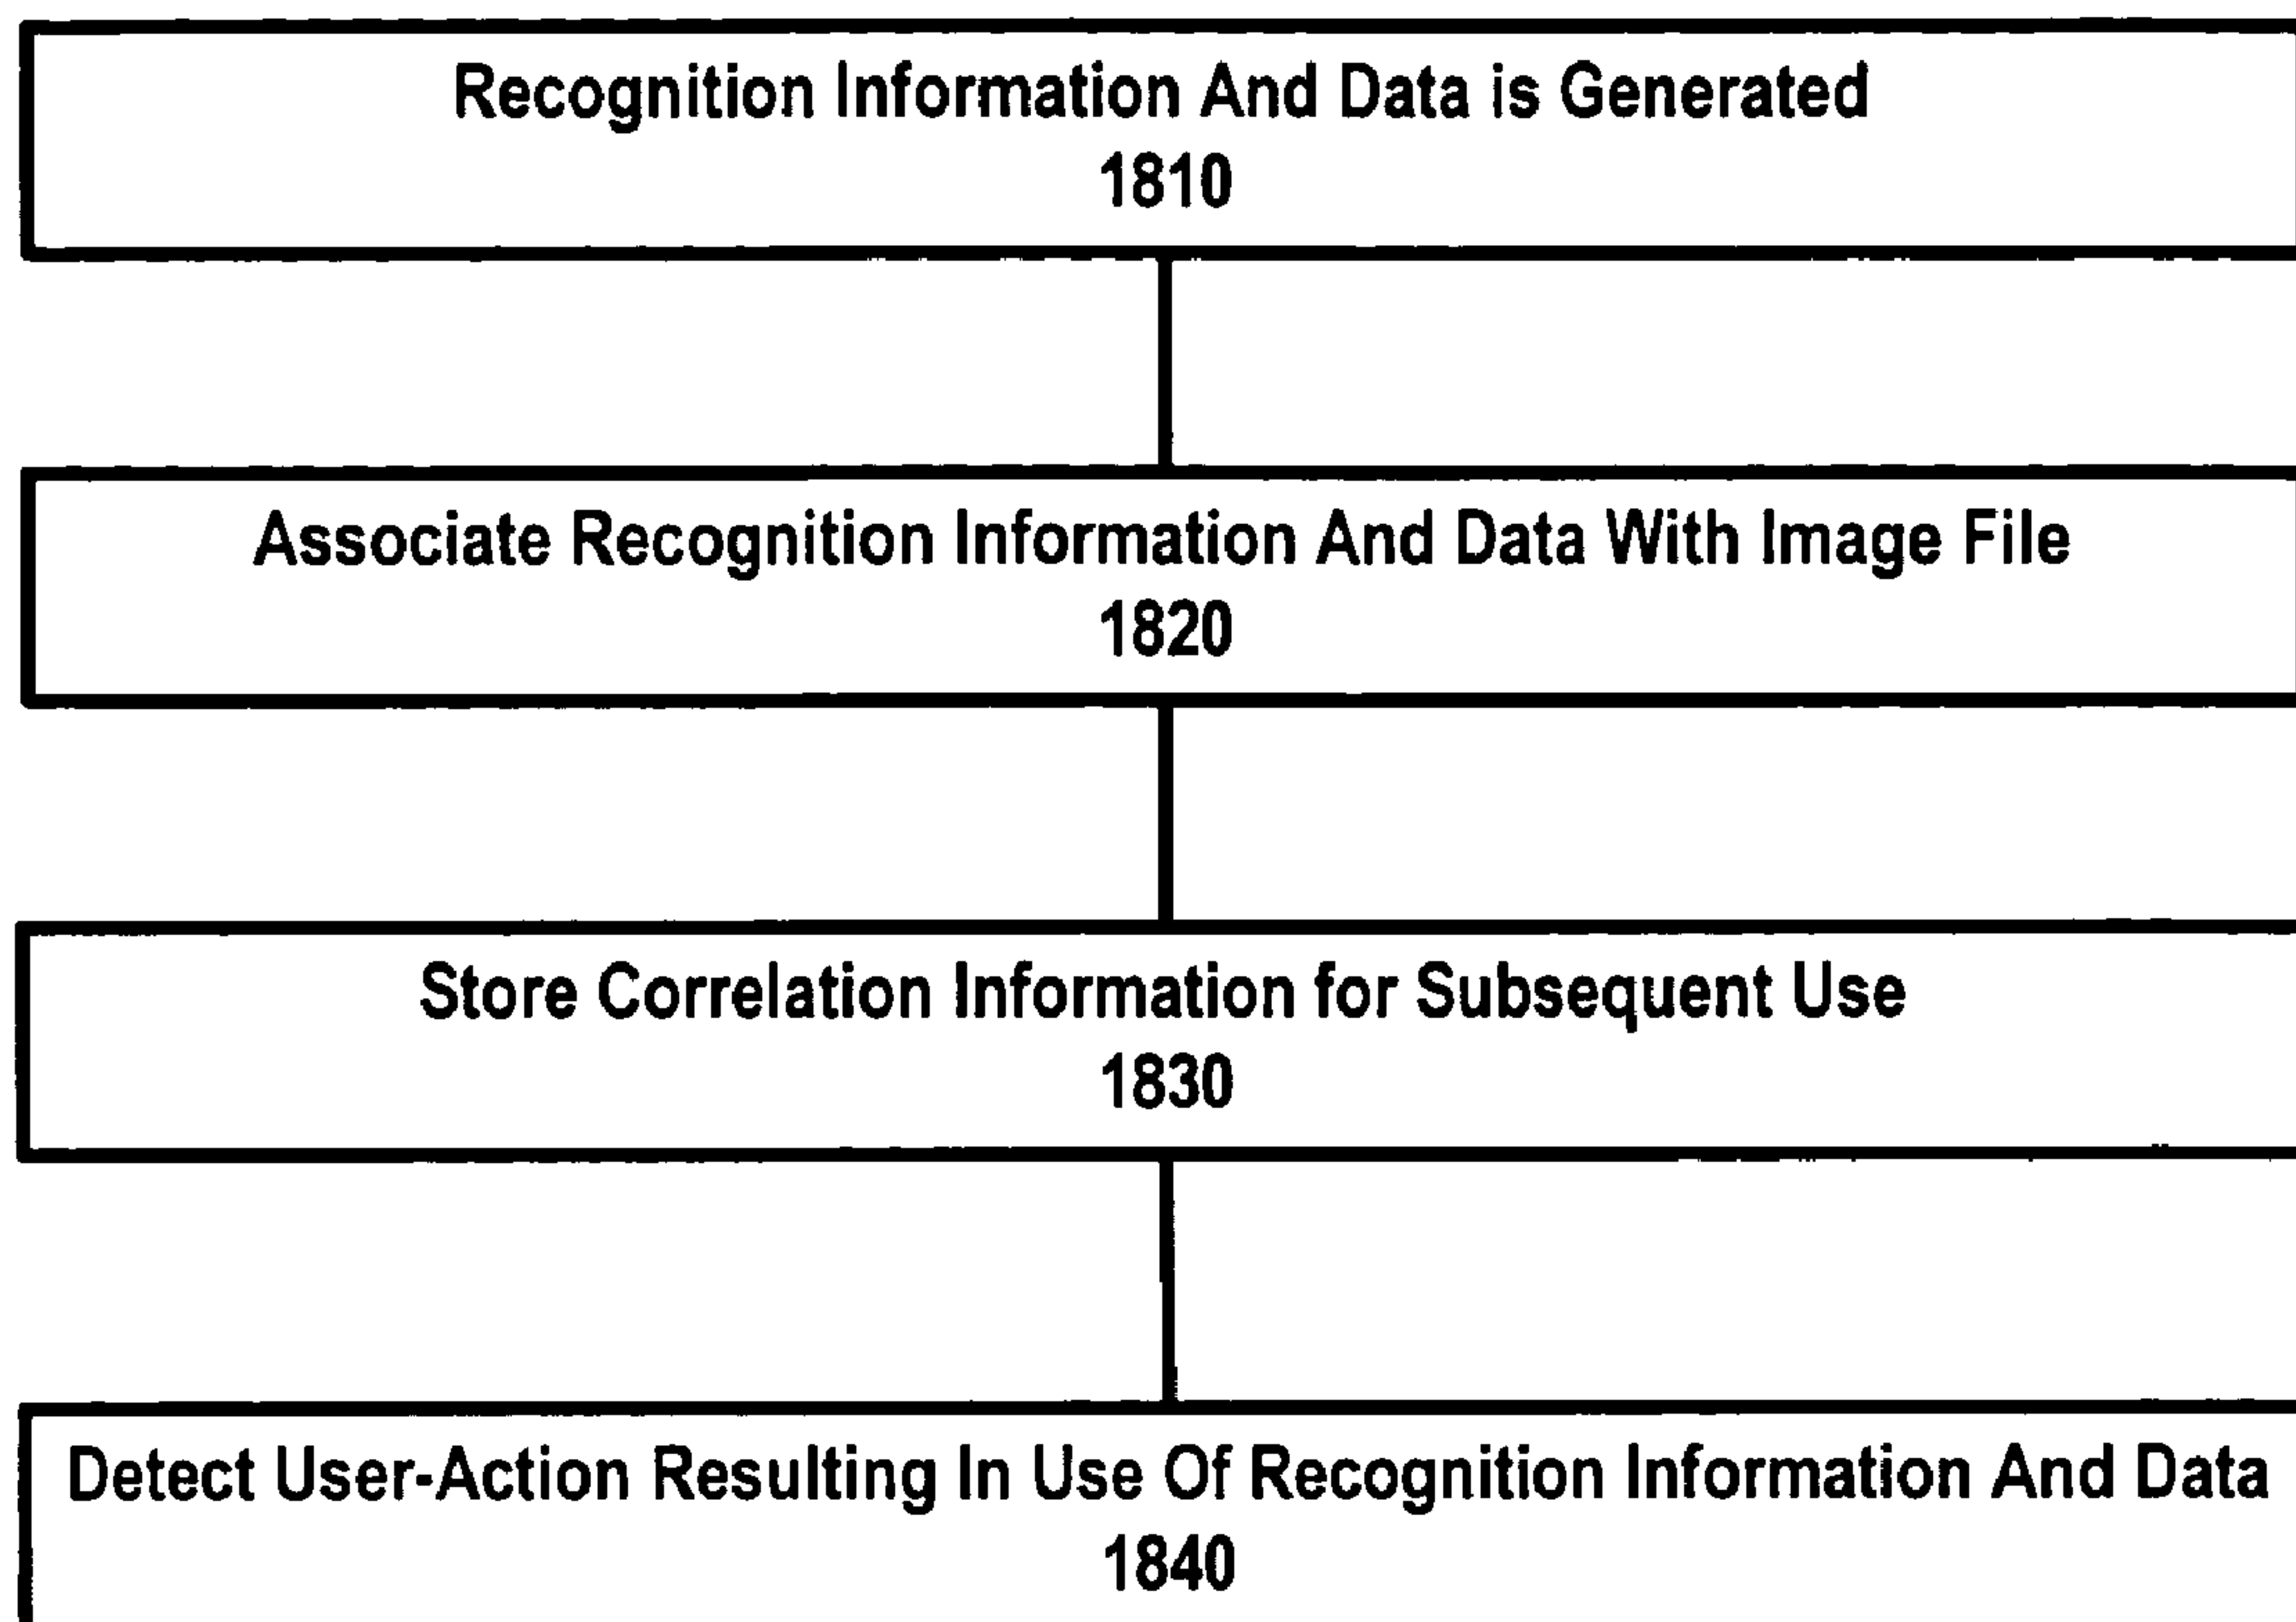 Recognition Information And Data is Generated
1810
Associate Recognition Information And Data With Image File
1820
Store Correlation Information for Subsequent Use
1830
Detect User-Action Resulting In Use Of Recognition Information And Data
1840